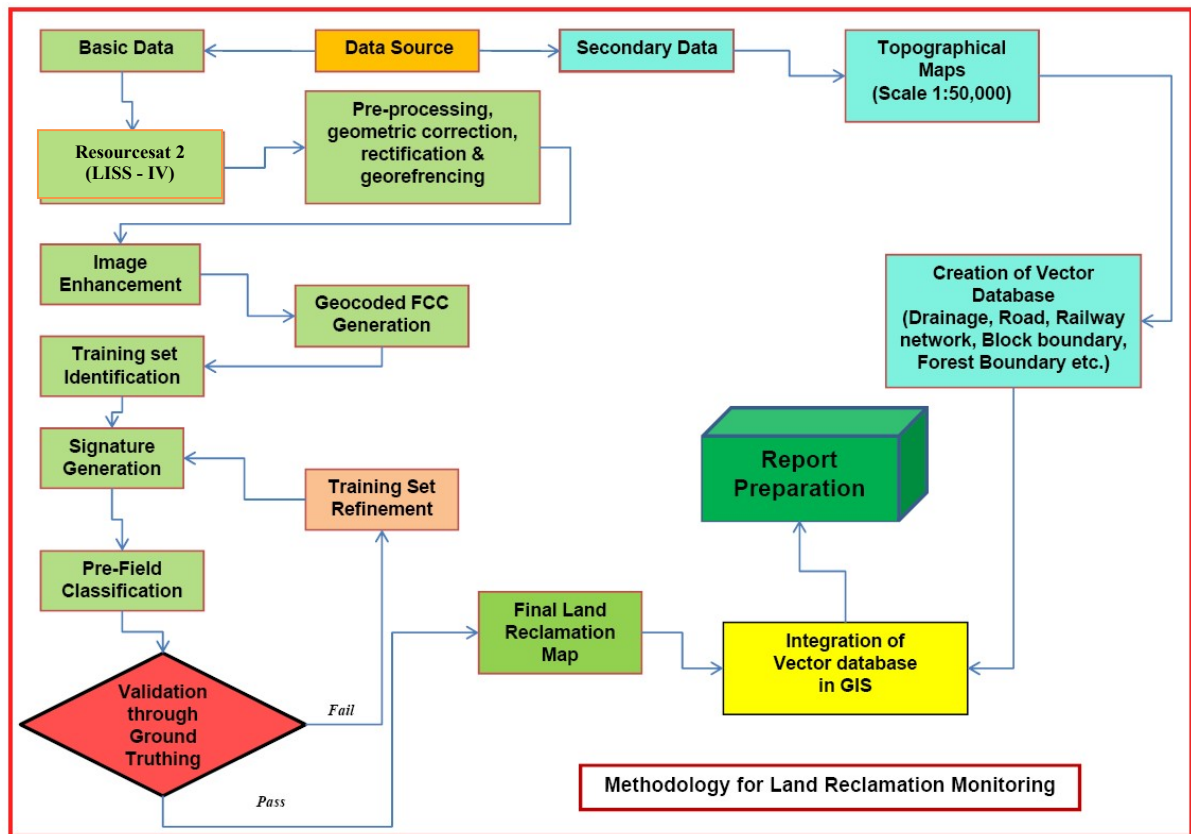 Basic Data
Data Source
Secondary Data
Topographical
Maps
(Scale 1:50,000)
Resourcesat 2
(LISS - IV)
Pre-processing,
geometric correction,
rectification &
georefrencing
Image
Enhancement
Geocoded FCC
Generation
Creation of Vector
Database
(Drainage, Road, Railway
network, Block boundary,
Forest Boundary etc.)
Training set
Identification
Signature
Generation
Training Set
Refinement
Report
Preparation
Pre-Field
Classification
Final Land
Reclamation
Map
Integration of
Vector database
in GIS
Validation
through
Ground
Truthing
Fail
Pass
Methodology for Land Reclamation Monitoring